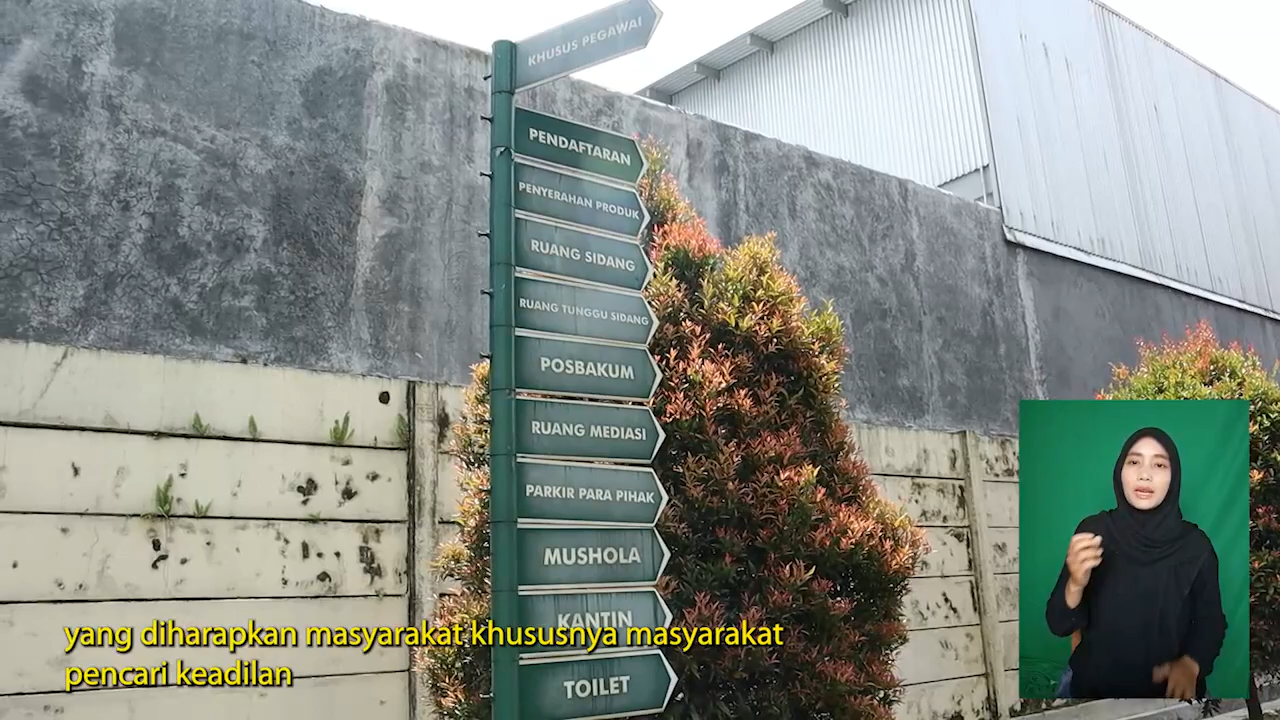 KHUSUS PEGAWAI
PENDAFTARAN
PENYERAHAN PRODUK
RUANG SIDANG
RUANG TUNGGU SIDANG
POSBAKUM
RUANG MEDIASI
PARKIR PARA PIHAK
MUSHOLA
KANTIN
TOILET
yang diharapkan masyarakat khususnya masyarakat
pencari keadilan